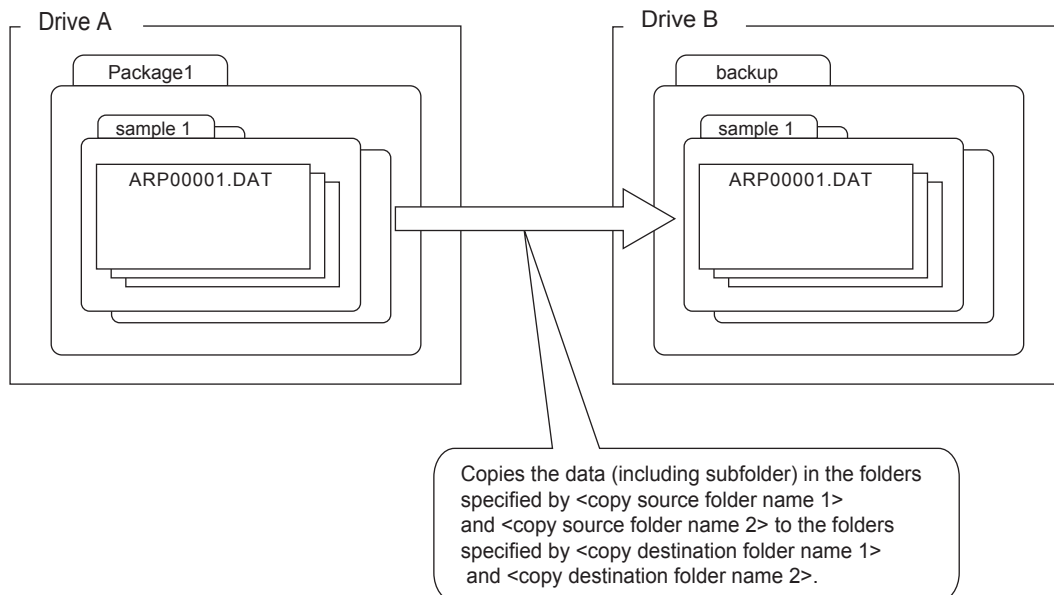 Drive A
Drive B
Package1
backup
sample 1
sample 1
ARP00001.DAT
ARP00001.DAT
Copies the data (including subfolder) in the folders
specified by <copy source folder name 1>
and <copy source folder name 2> to the folders
specified by <copy destination folder name 1>
and <copy destination folder name 2>.